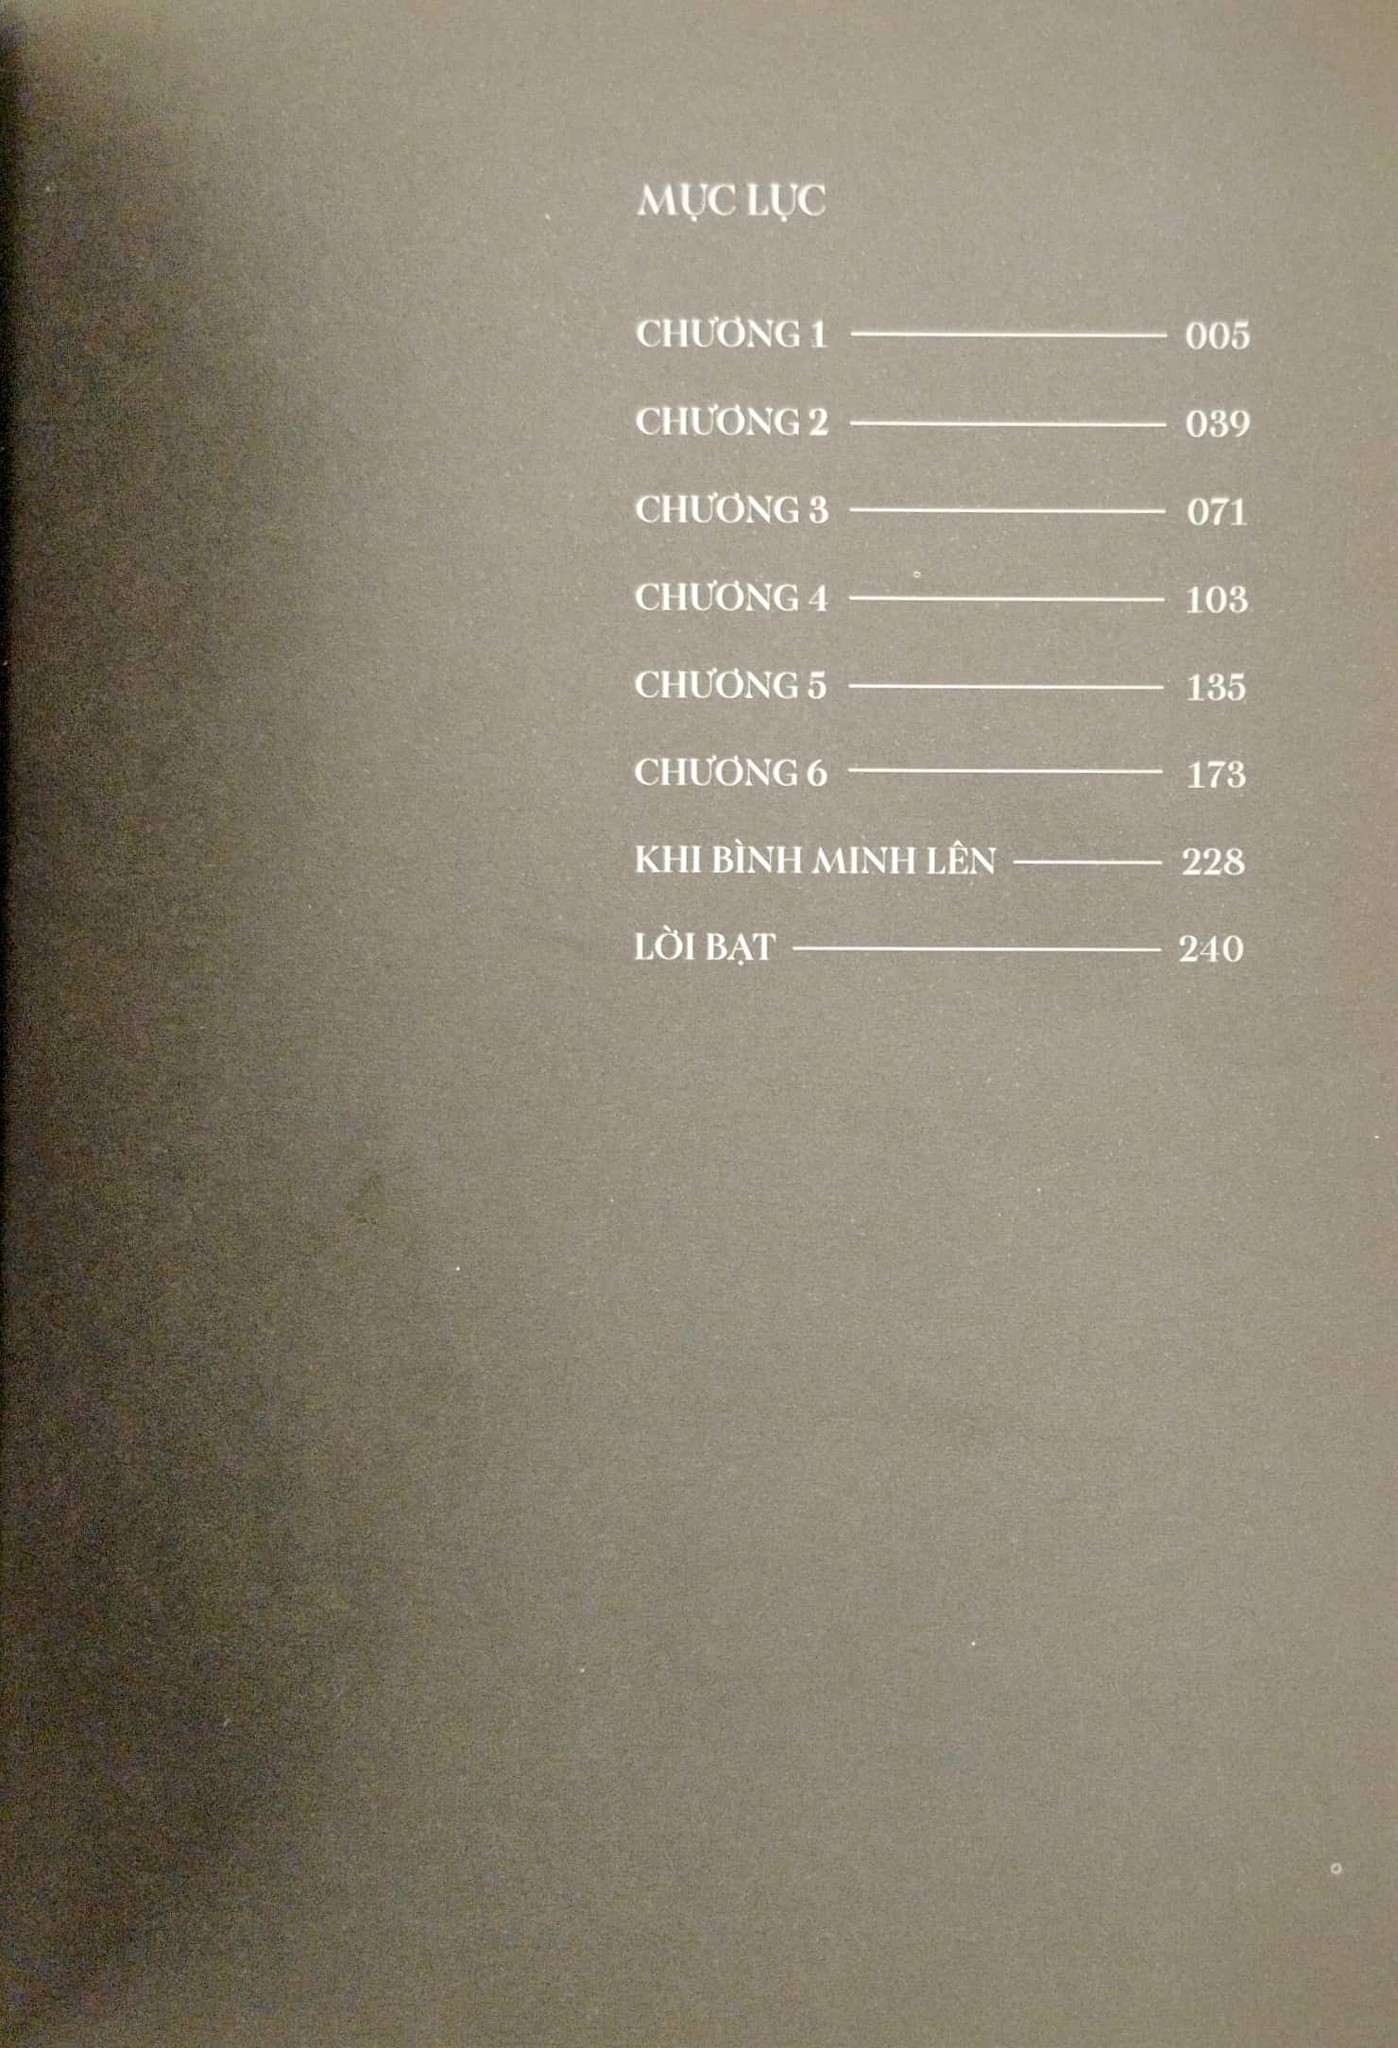 MỤC LỤC
CHƯƠNG 1 005
CHƯƠNG 2 039
CHƯƠNG 3 071
CHƯƠNG 4 103
CHƯƠNG 5 135
CHƯƠNG 6 173
KHI BÌNH MINH LÊN 228
LỜI BẠT 240